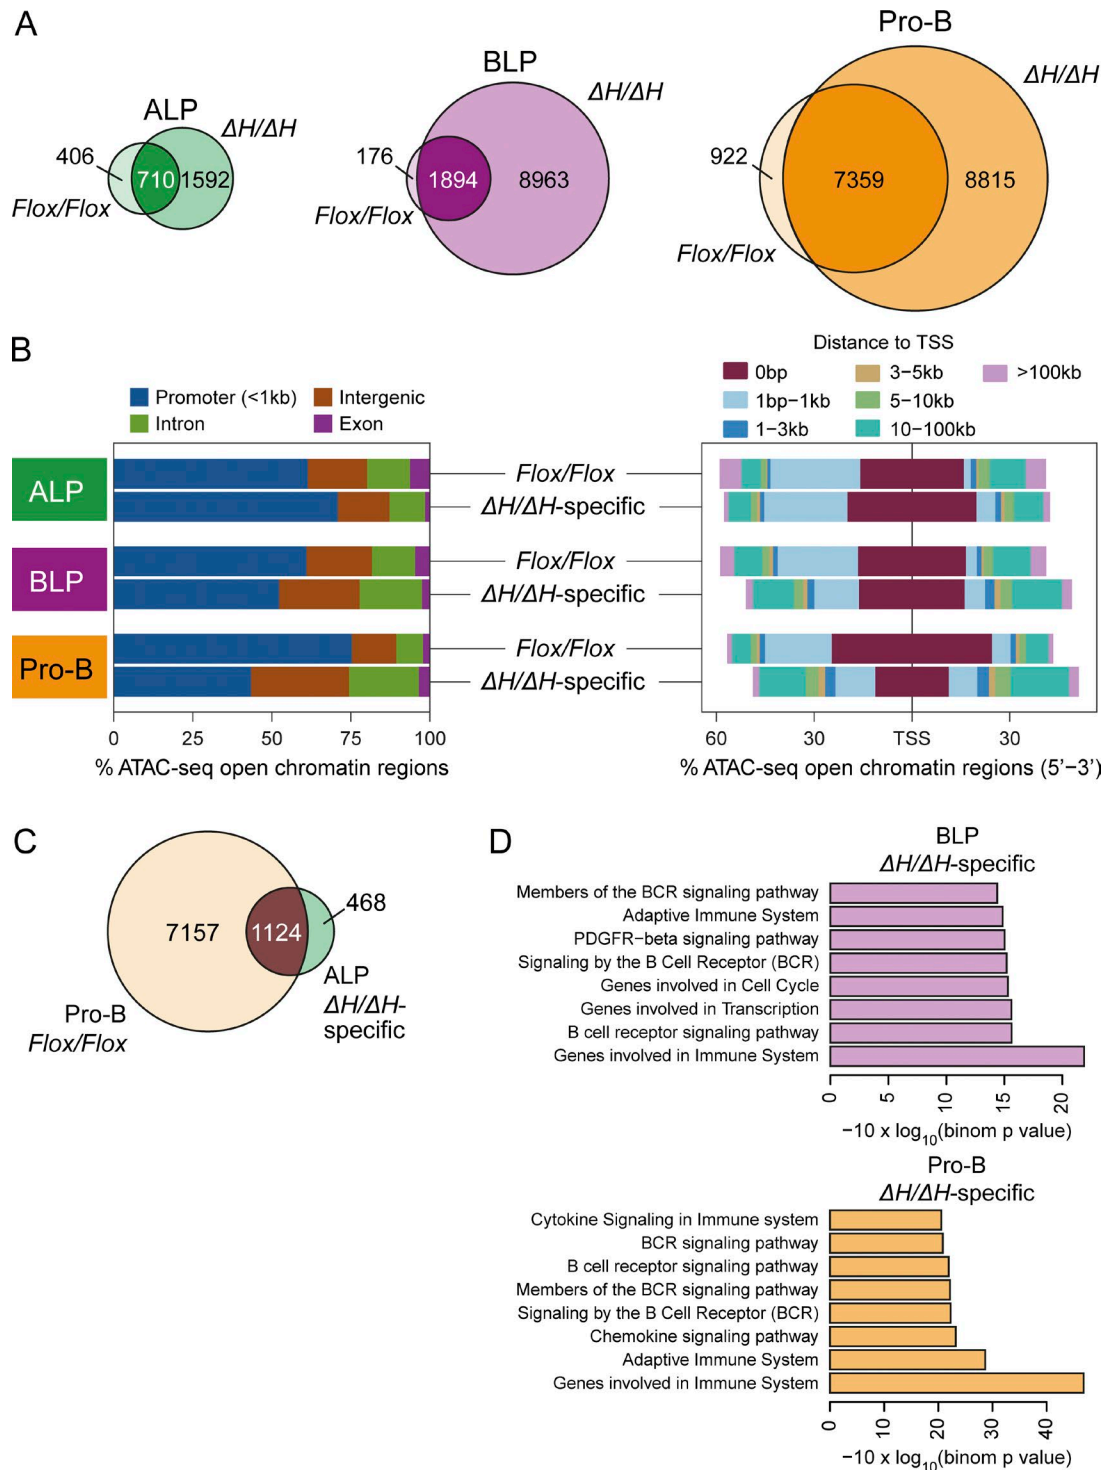 A
ALP
406
710
1592
ΔH/ΔH
Flox/Flox
BLP
176
1894
8963
ΔH/ΔH
Flox/Flox
Pro-B
922
7359
8815
ΔH/ΔH
Flox/Flox
B
Promoter (<1kb)
Intergenic
Intron
Exon
Distance to TSS
0bp
3−5kb
>100kb
1bp−1kb
5−10kb
1−3kb
10−100kb
ALP
Flox/Flox
ΔH/ΔH-specific
BLP
Flox/Flox
ΔH/ΔH-specific
Pro-B
Flox/Flox
ΔH/ΔH-specific
0 25 50 75 100
% ATAC-seq open chromatin regions
60 30 TSS 30
% ATAC-seq open chromatin regions (5’−3’)
C
7157
1124
468
Pro-B
Flox/Flox
ALP
ΔH/ΔH-
specific
D
BLP
ΔH/ΔH-specific
Members of the BCR signaling pathway
Adaptive Immune System
PDGFR−beta signaling pathway
Signaling by the B Cell Receptor (BCR)
Genes involved in Cell Cycle
Genes involved in Transcription
B cell receptor signaling pathway
Genes involved in Immune System
0 5 10 15 20
−10 x log10(binom p value)
Pro-B
ΔH/ΔH-specific
Cytokine Signaling in Immune system
BCR signaling pathway
B cell receptor signaling pathway
Members of the BCR signaling pathway
Signaling by the B Cell Receptor (BCR)
Chemokine signaling pathway
Adaptive Immune System
Genes involved in Immune System
0 10 20 30 40
−10 x log10(binom p value)